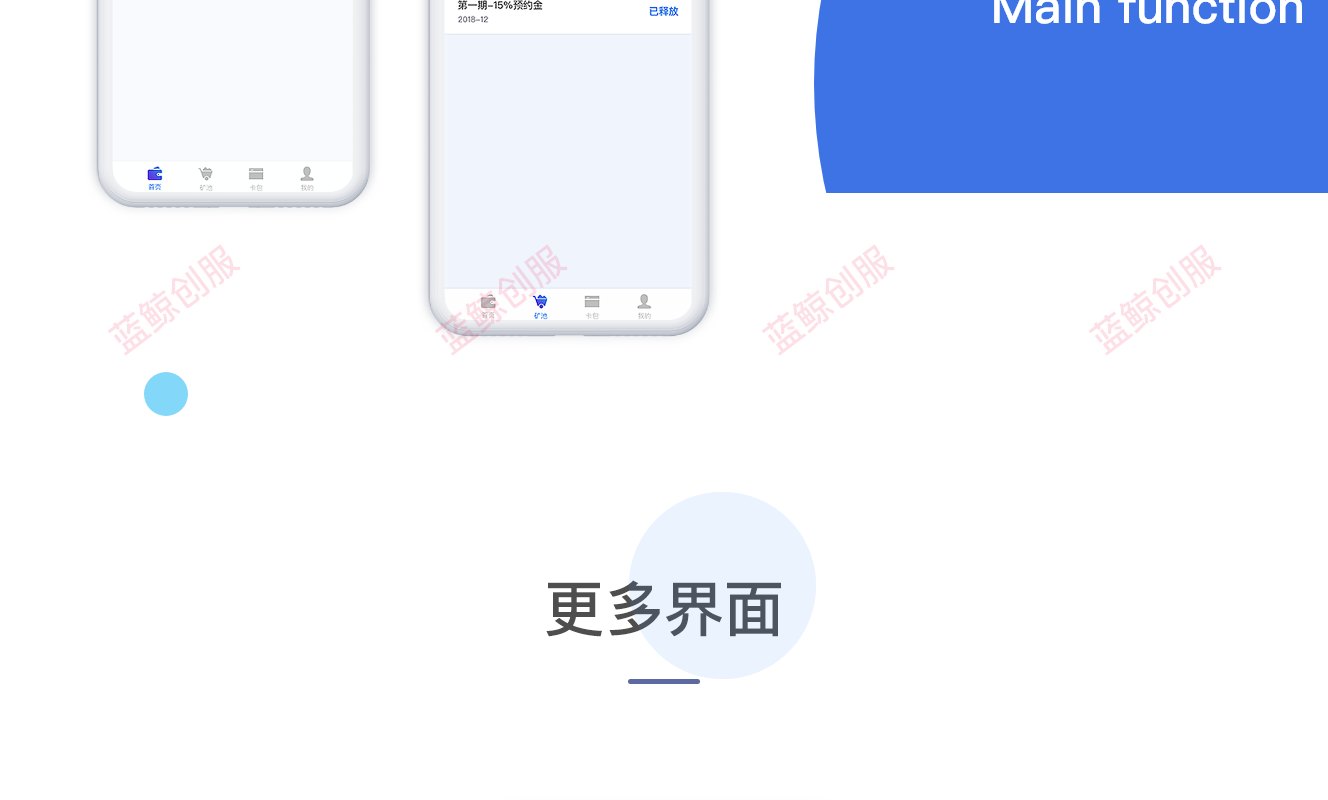 第一期-15%预约金
已释放
2018-12
Main function
首页
矿池
卡包
我的
首页
矿池
卡包
我的
蓝鲸创服
蓝鲸创服
蓝鲸创服
蓝鲸创服
更多界面